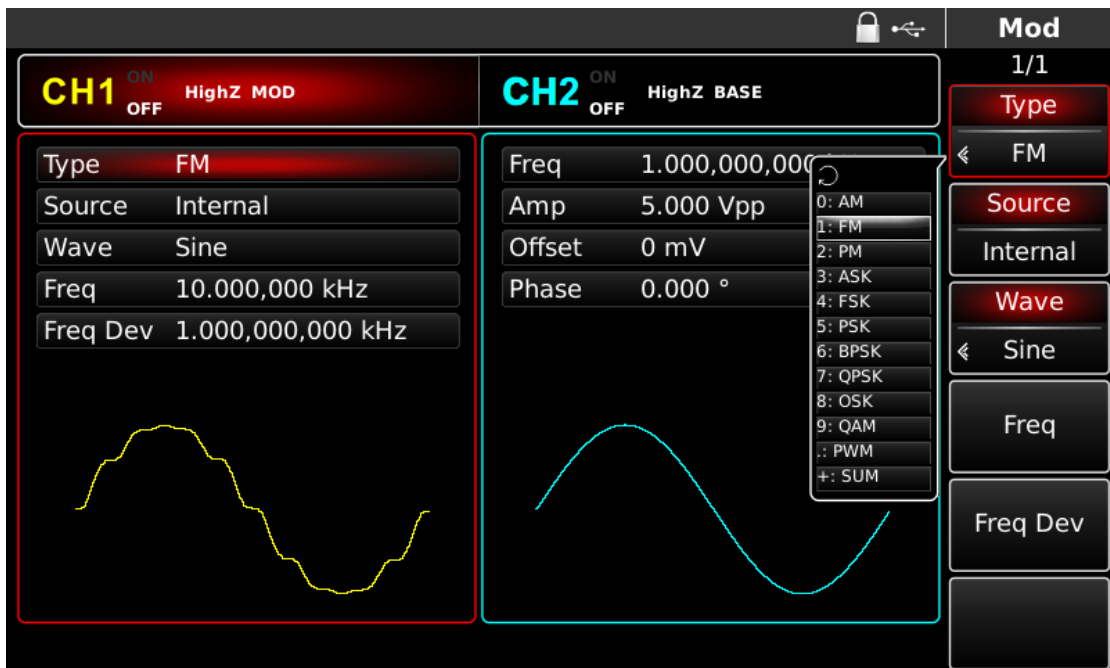 Mod
1/1
CH1 ON OFF HighZ MOD
CH2 ON OFF HighZ BASE
Type FM
Source Internal
Wave Sine
Freq 10.000,000 kHz
Freq Dev 1.000,000,000 kHz
Freq 1.000,000,000
Amp 5.000 Vpp
Offset 0 mV
Phase 0.000 °
0: AM
1: FM
2: PM
3: ASK
4: FSK
5: PSK
6: BPSK
7: QPSK
8: OSK
9: QAM
.: PWM
+: SUM
Type
FM
Source
Internal
Wave
Sine
Freq
Freq Dev